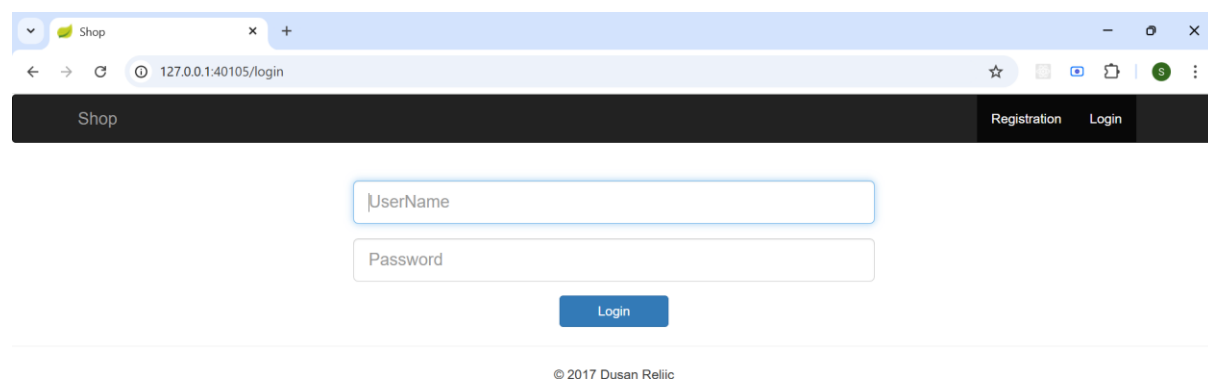 Shop
127.0.0.1:40105/login
S
Shop
Registration
Login
UserName
Password
Login
© 2017 Dusan Reljic